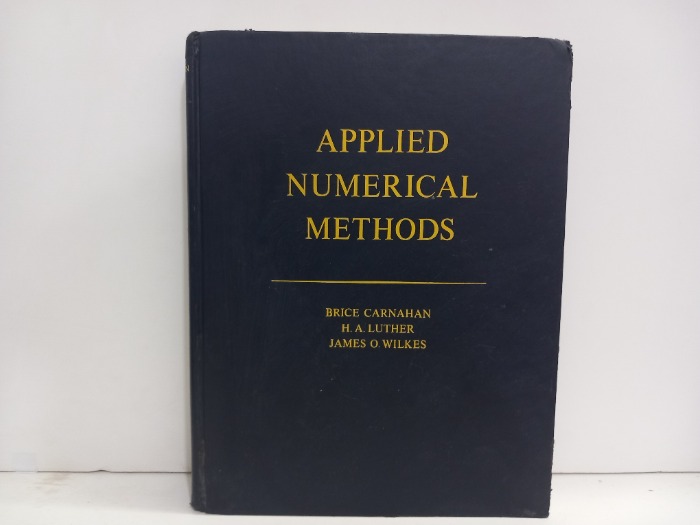 APPLIED
NUMERICAL
METHODS
BRICE CARNAHAN
H. A. LUTHER
JAMES O. WILKES